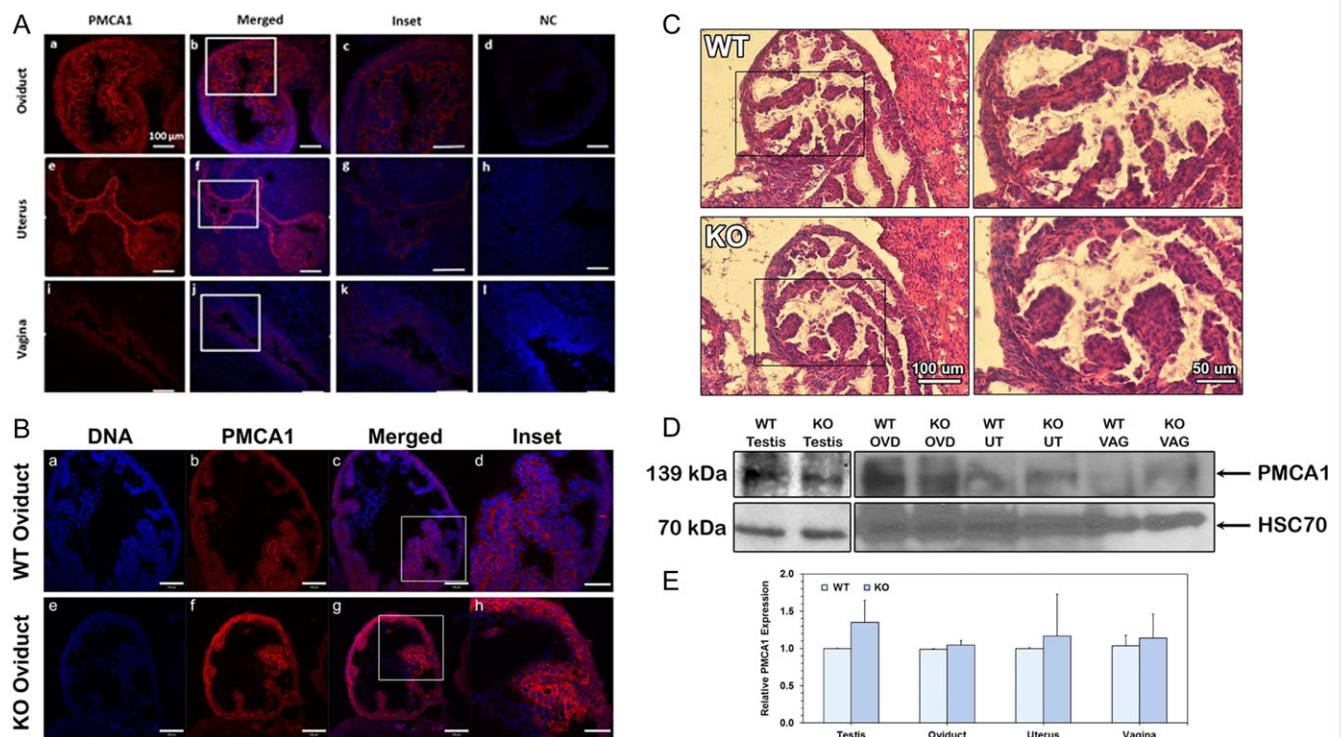 A
PMCA1 Merged Inset NC
Oviduct
a b c d
100 µm
Uterus
e f g h
Vagina
i j k l
B
DNA PMCA1 Merged Inset
WT Oviduct
a b c d
KO Oviduct
e f g h
C
WT
KO
100 um
50 um
D
WT KO WT KO WT KO WT KO
Testis Testis OVD OVD UT UT VAG VAG
139 kDa
PMCA1
70 kDa
HSC70
E
Relative PMCA1 Expression
2.0
WT KO
1.5
1.0
0.5
0.0
Testis Oviduct Uterus Vagina